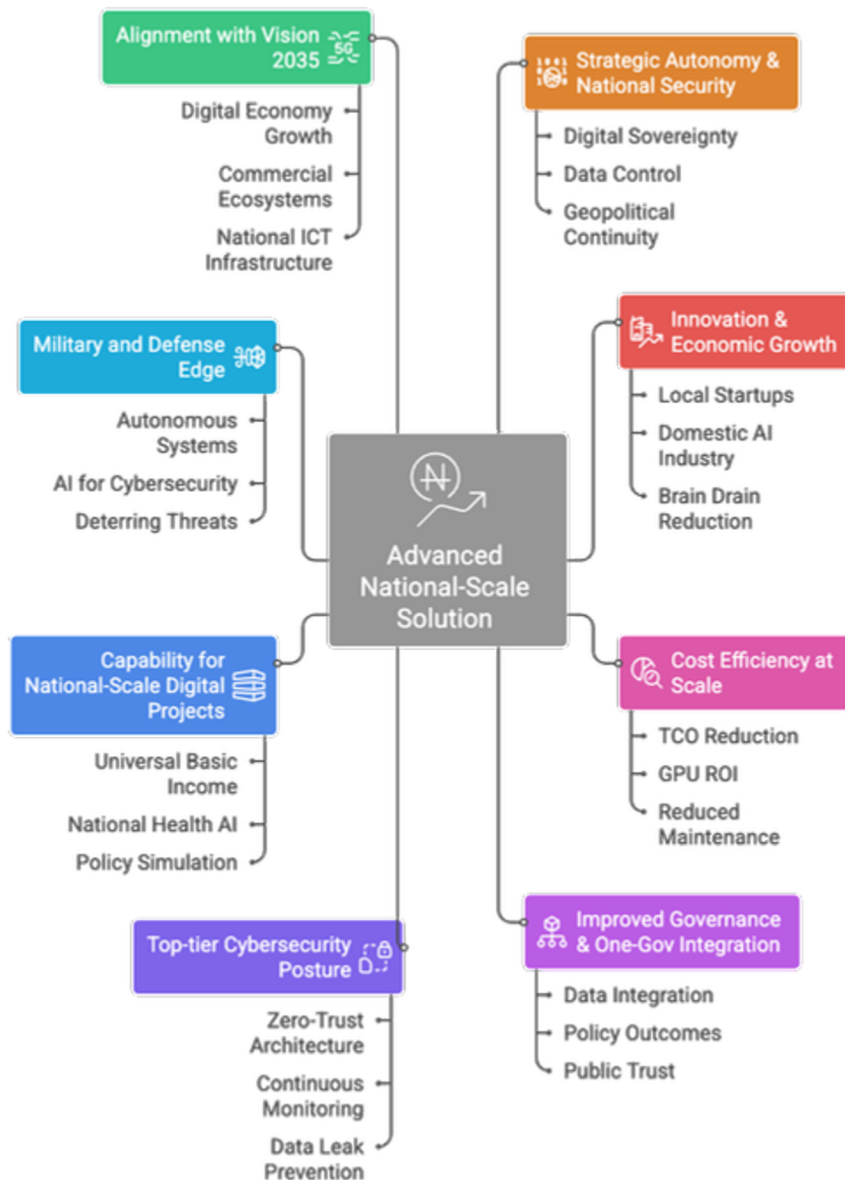 Alignment with Vision
2035
5G
Digital Economy
Growth
Commercial
Ecosystems
National ICT
Infrastructure
Military and Defense
Edge
Autonomous
Systems
AI for Cybersecurity
Deterring Threats
Capability for
National-Scale Digital
Projects
Universal Basic
Income
National Health AI
Policy Simulation
Top-tier Cybersecurity
Posture
Zero-Trust
Architecture
Continuous
Monitoring
Data Leak
Prevention
Advanced
National-Scale
Solution
Strategic Autonomy &
National Security
Digital Sovereignty
Data Control
Geopolitical
Continuity
Innovation &
Economic Growth
Local Startups
Domestic AI
Industry
Brain Drain
Reduction
Cost Efficiency at
Scale
TCO Reduction
GPU ROI
Reduced
Maintenance
Improved Governance
& One-Gov Integration
Data Integration
Policy Outcomes
Public Trust